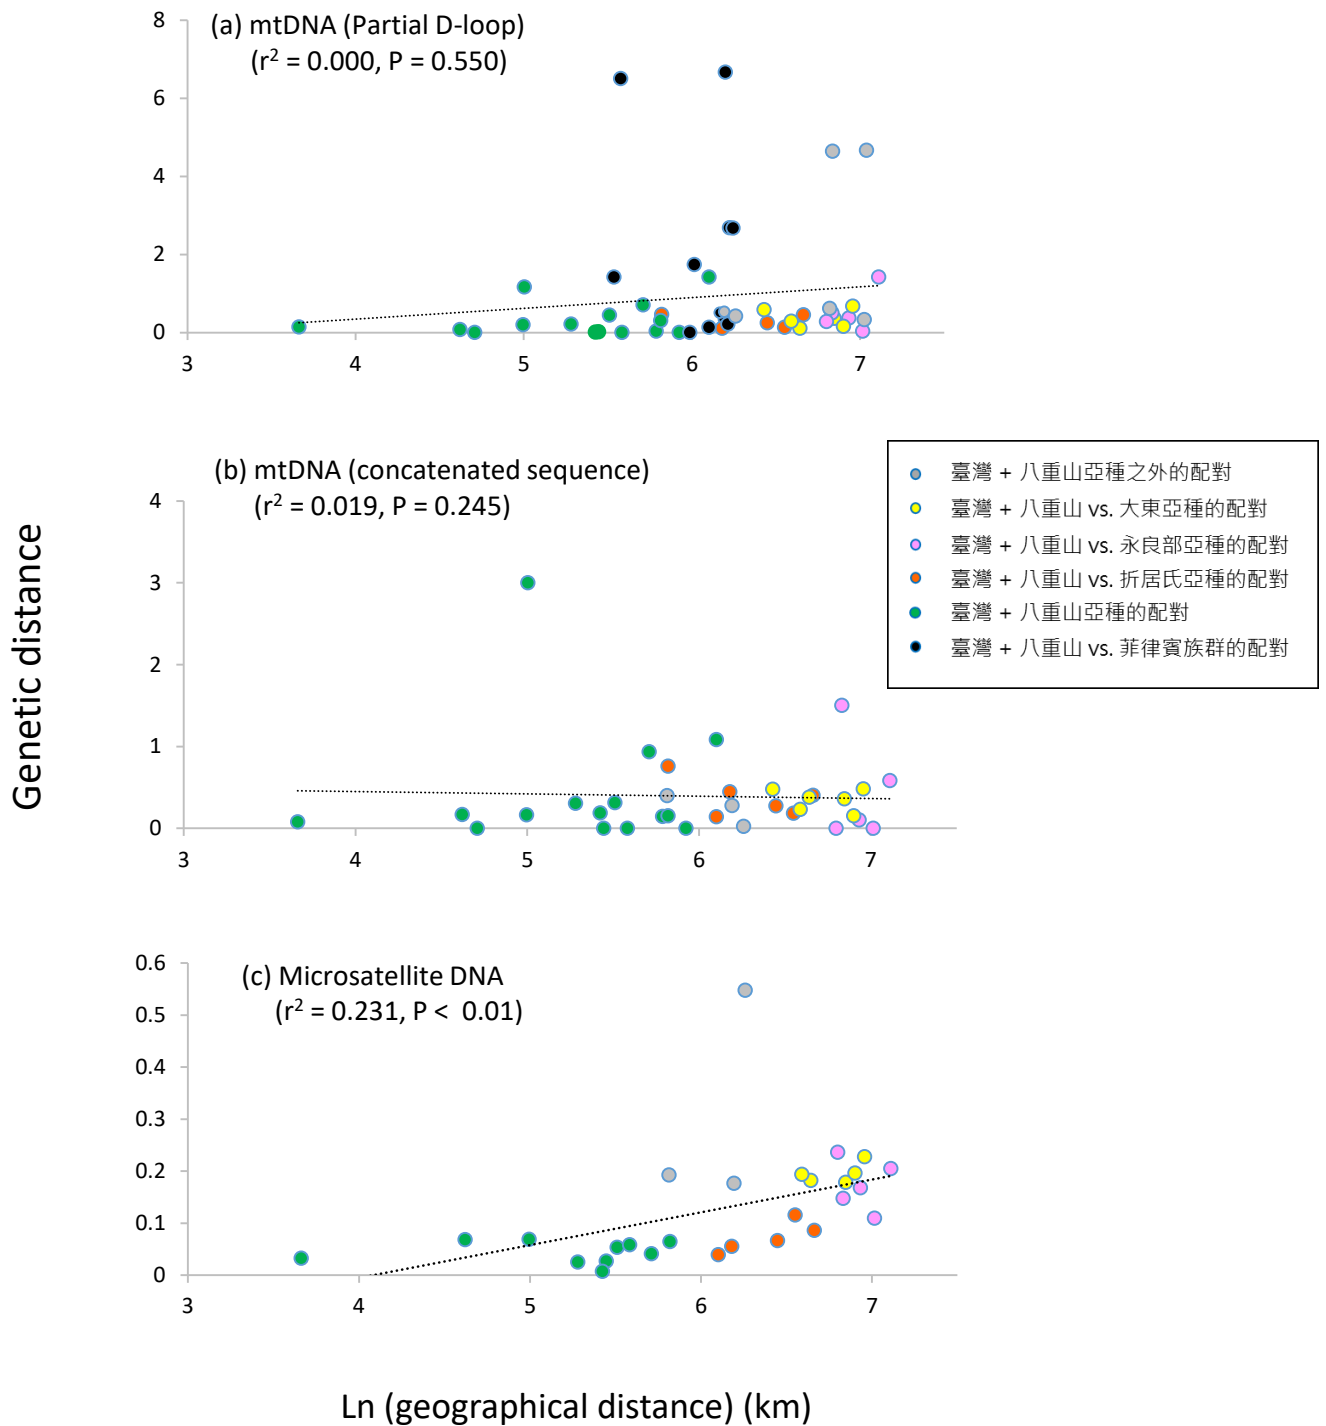 (a) mtDNA (Partial D-loop)
(r² = 0.000, P = 0.550)
8
6
4
2
0
3 4 5 6 7
(b) mtDNA (concatenated sequence)
(r² = 0.019, P = 0.245)
4
3
2
1
0
3 4 5 6 7
臺灣 + 八重山亞種之外的配對
臺灣 + 八重山 vs. 大東亞種的配對
臺灣 + 八重山 vs. 永良部亞種的配對
臺灣 + 八重山 vs. 折居氏亞種的配對
臺灣 + 八重山亞種的配對
臺灣 + 八重山 vs. 菲律賓族群的配對
Genetic distance
(c) Microsatellite DNA
(r² = 0.231, P < 0.01)
0.6
0.5
0.4
0.3
0.2
0.1
0
3 4 5 6 7
Ln (geographical distance) (km)